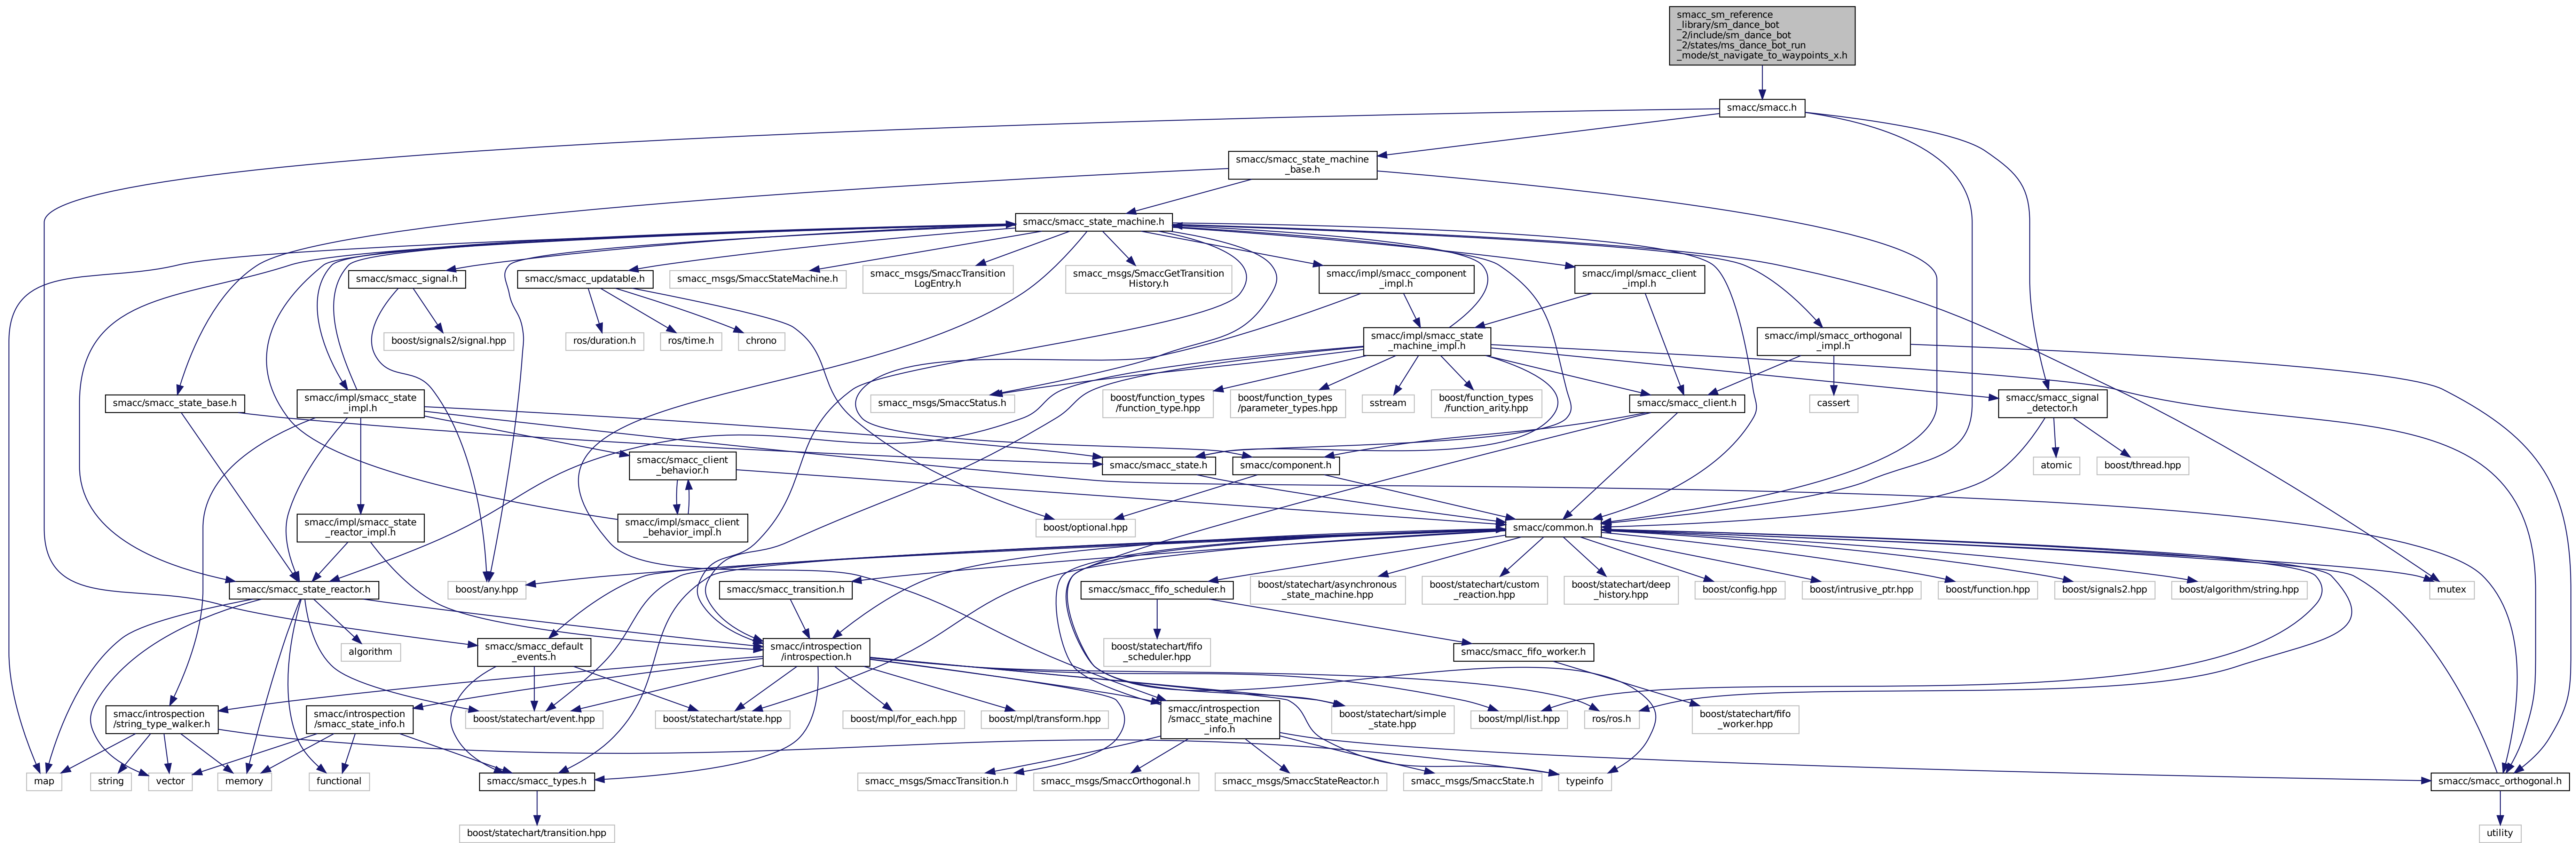 smacc_sm_reference
_library/sm_dance_bot
_2/include/sm_dance_bot
_2/states/ms_dance_bot_run
_mode/st_navigate_to_waypoints_x.h
smacc/smacc.h
smacc/smacc_state_machine
_base.h
smacc/smacc_state_machine.h
smacc/smacc_signal.h
smacc/smacc_updatable.h
smacc_msgs/SmaccStateMachine.h
smacc_msgs/SmaccTransition
LogEntry.h
smacc_msgs/SmaccGetTransition
History.h
smacc/impl/smacc_component
_impl.h
smacc/impl/smacc_client
_impl.h
boost/signals2/signal.hpp
ros/duration.h
ros/time.h
chrono
smacc/impl/smacc_state
_machine_impl.h
smacc/impl/smacc_orthogonal
_impl.h
smacc/smacc_state_base.h
smacc/impl/smacc_state
_impl.h
smacc_msgs/SmaccStatus.h
boost/function_types
/function_type.hpp
boost/function_types
/parameter_types.hpp
sstream
boost/function_types
/function_arity.hpp
smacc/smacc_client.h
cassert
smacc/smacc_signal
_detector.h
smacc/smacc_client
_behavior.h
smacc/smacc_state.h
smacc/component.h
atomic
boost/thread.hpp
smacc/impl/smacc_state
_reactor_impl.h
smacc/impl/smacc_client
_behavior_impl.h
boost/optional.hpp
smacc/common.h
smacc/smacc_state_reactor.h
boost/any.hpp
smacc/smacc_transition.h
smacc/smacc_fifo_scheduler.h
boost/statechart/asynchronous
_state_machine.hpp
boost/statechart/custom
_reaction.hpp
boost/statechart/deep
_history.hpp
boost/config.hpp
boost/intrusive_ptr.hpp
boost/function.hpp
boost/signals2.hpp
boost/algorithm/string.hpp
mutex
algorithm
smacc/smacc_default
_events.h
smacc/introspection
/introspection.h
boost/statechart/fifo
_scheduler.hpp
smacc/smacc_fifo_worker.h
smacc/introspection
/string_type_walker.h
smacc/introspection
/smacc_state_info.h
boost/statechart/event.hpp
boost/statechart/state.hpp
boost/mpl/for_each.hpp
boost/mpl/transform.hpp
smacc/introspection
/smacc_state_machine
_info.h
boost/statechart/simple
_state.hpp
boost/mpl/list.hpp
ros/ros.h
boost/statechart/fifo
_worker.hpp
map
string
vector
memory
functional
smacc/smacc_types.h
smacc_msgs/SmaccTransition.h
smacc_msgs/SmaccOrthogonal.h
smacc_msgs/SmaccStateReactor.h
smacc_msgs/SmaccState.h
typeinfo
smacc/smacc_orthogonal.h
boost/statechart/transition.hpp
utility